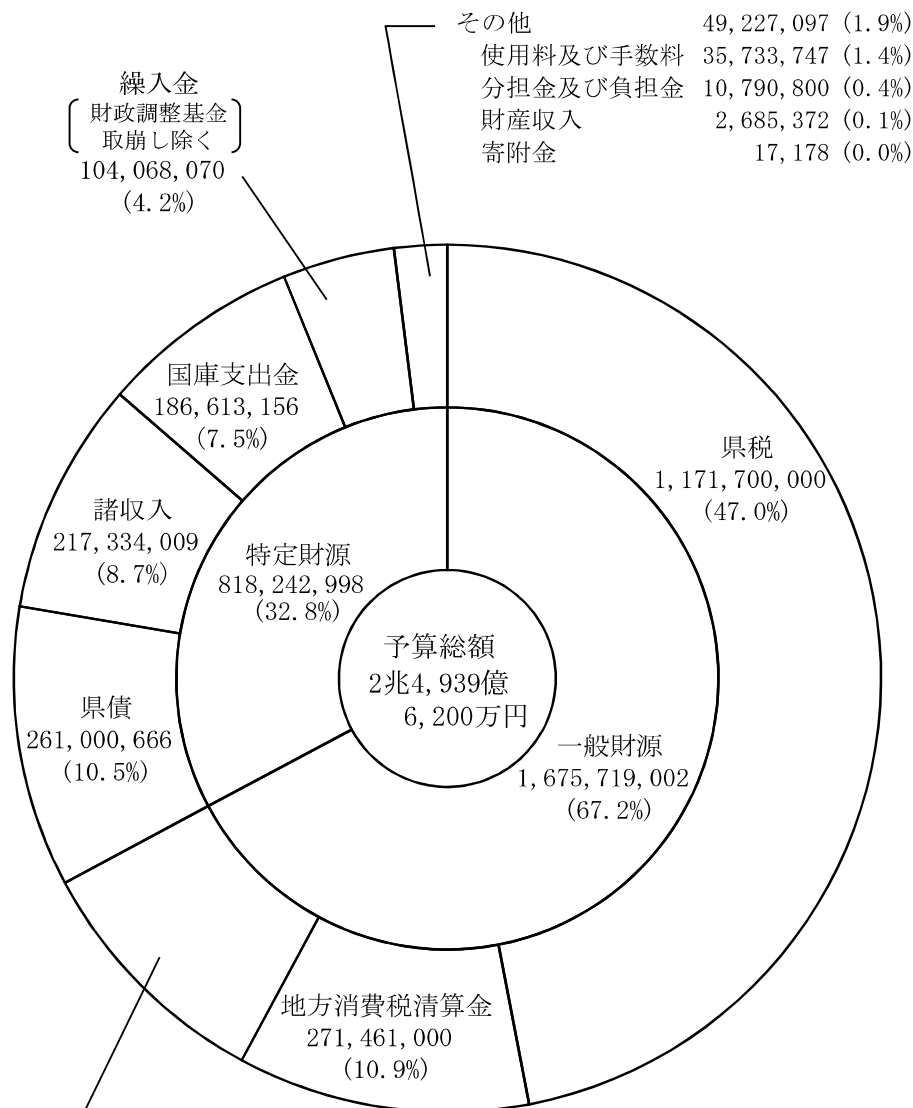 その他 49,227,097 (1.9%)
使用料及び手数料 35,733,747 (1.4%)
分担金及び負担金 10,790,800 (0.4%)
財産収入 2,685,372 (0.1%)
寄附金 17,178 (0.0%)
繰入金
財政調整基金
取崩し除く
104,068,070
(4.2%)
国庫支出金
186,613,156
(7.5%)
県税
1,171,700,000
(47.0%)
諸収入
217,334,009
(8.7%)
特定財源
818,242,998
(32.8%)
予算総額
2兆4,939億
6,200万円
県債
261,000,666
(10.5%)
一般財源
1,675,719,002
(67.2%)
地方消費税清算金
271,461,000
(10.9%)